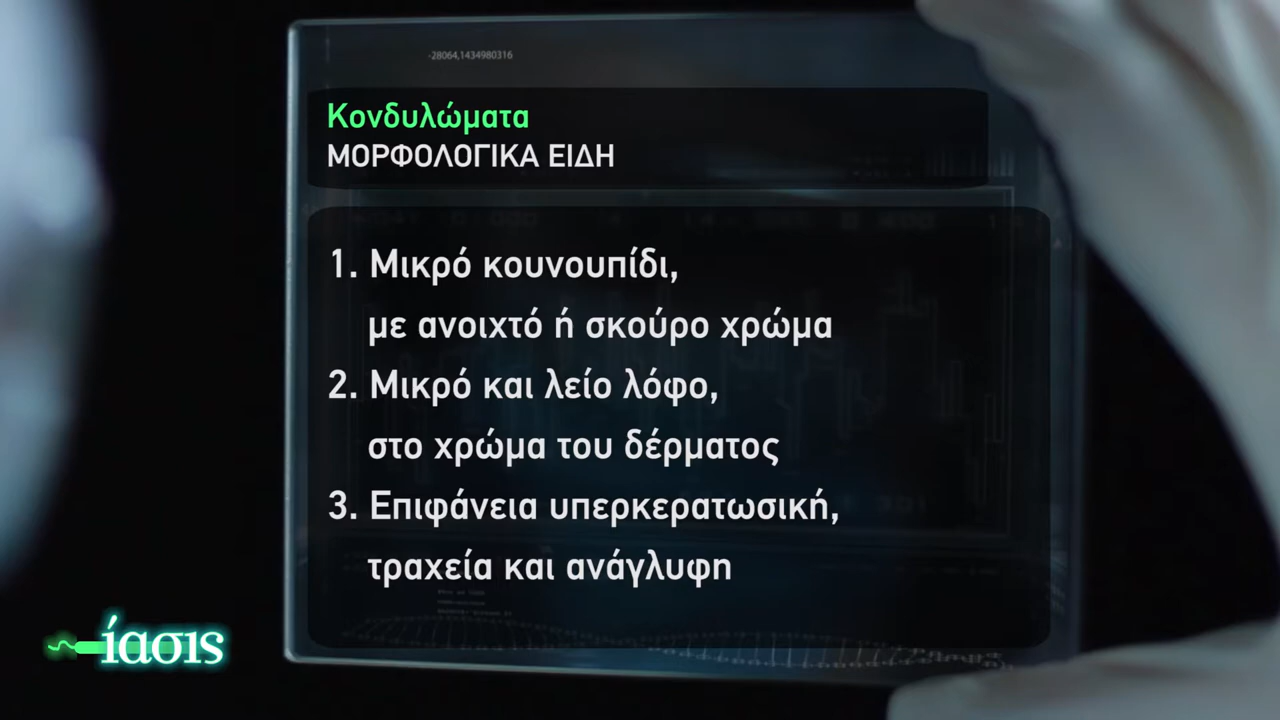 -28064,1434980316
Κονδυλώματα
ΜΟΡΦΟΛΟΓΙΚΑ ΕΙΔΗ
1. Μικρό κουνουπίδι,
με ανοιχτό ή σκούρο χρώμα
2. Μικρό και λείο λόφο,
στο χρώμα του δέρματος
3. Επιφάνεια υπερκερατωσική,
τραχεία και ανάγλυφη
ίασις